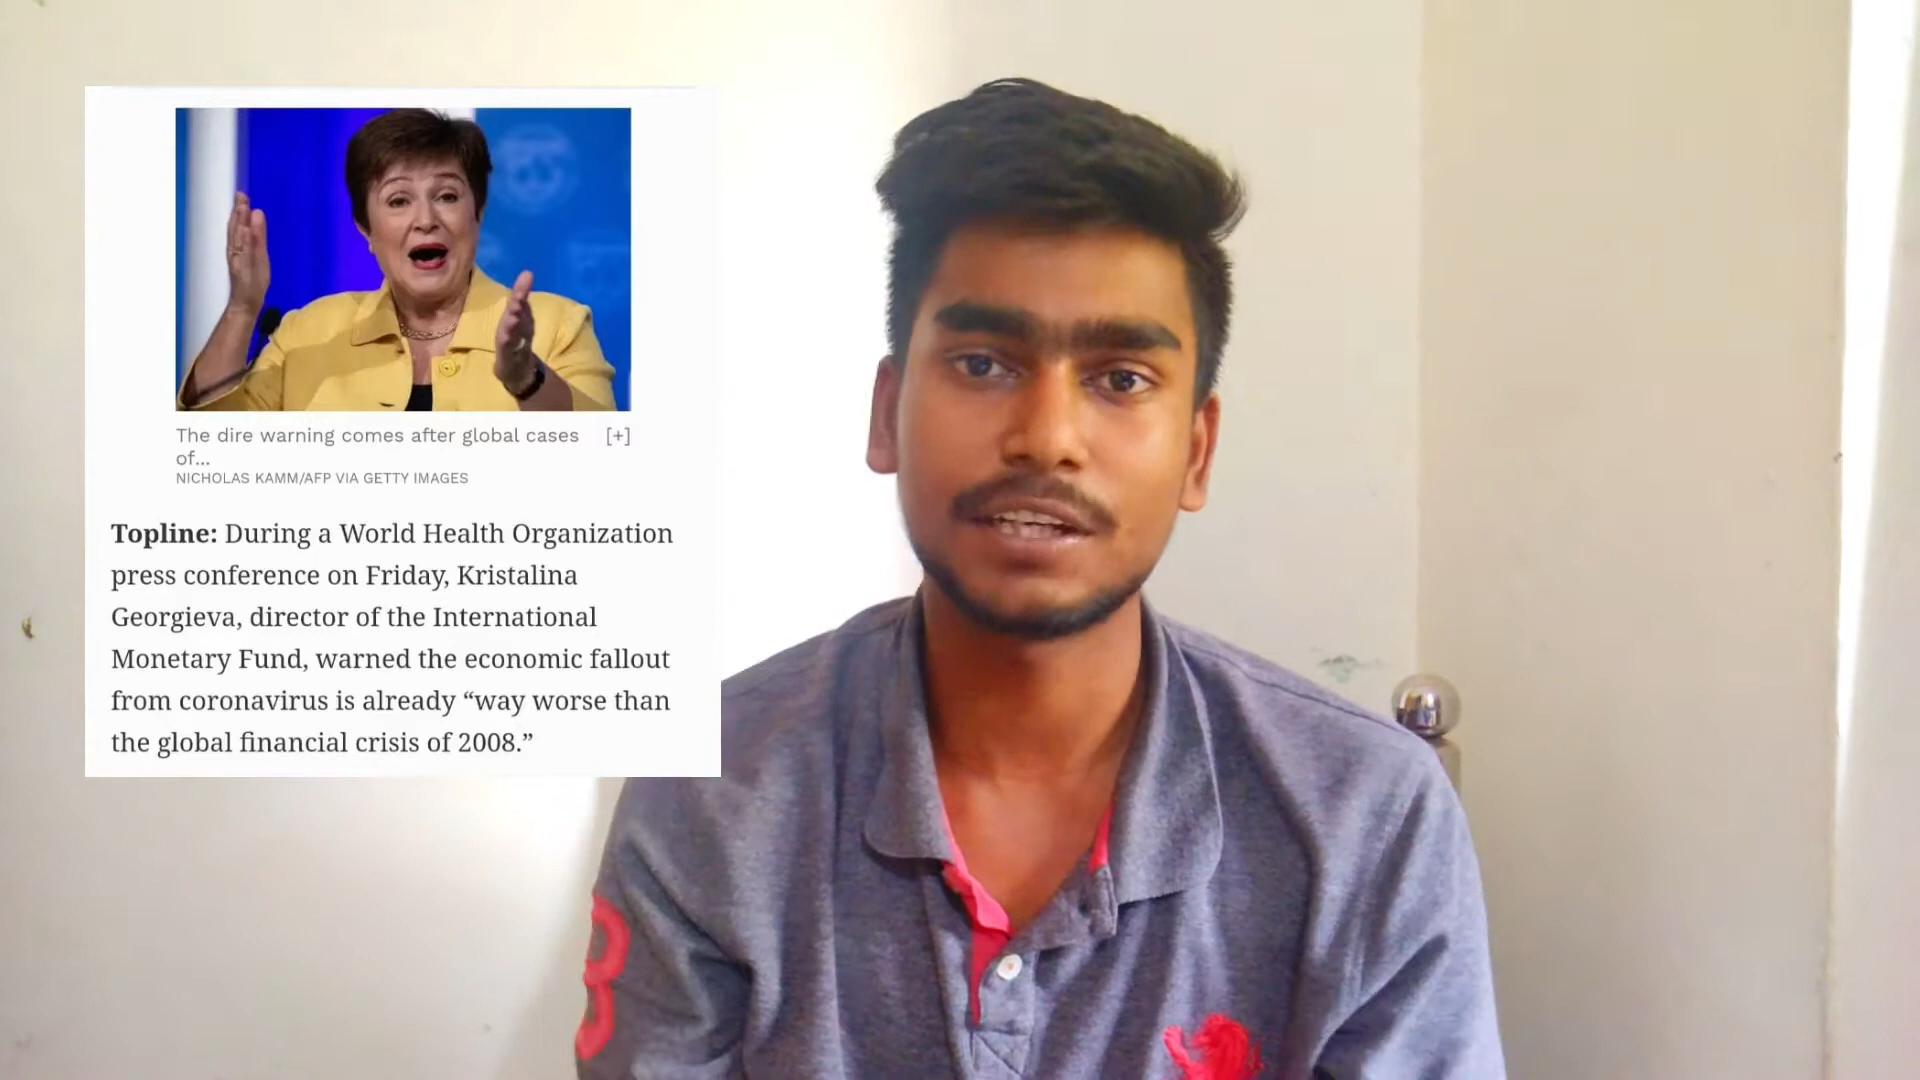 The dire warning comes after global cases [+]
of...
NICHOLAS KAMM/AFP VIA GETTY IMAGES
Topline: During a World Health Organization
press conference on Friday, Kristalina
Georgieva, director of the International
Monetary Fund, warned the economic fallout
from coronavirus is already “way worse than
the global financial crisis of 2008.”
3